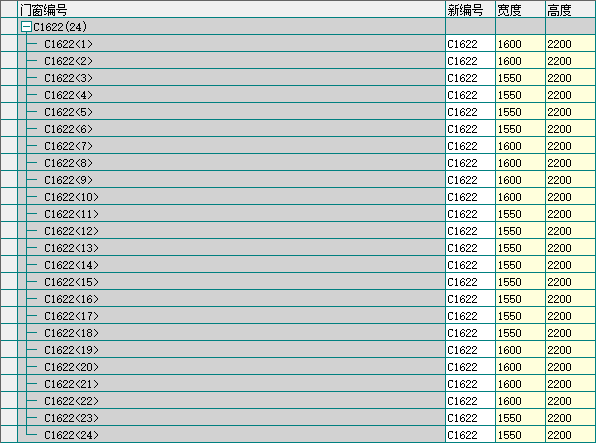 门窗编号 新编号 宽度 高度
C1622(24)
C1622<1> C1622 1600 2200
C1622<2> C1622 1600 2200
C1622<3> C1622 1550 2200
C1622<4> C1622 1550 2200
C1622<5> C1622 1550 2200
C1622<6> C1622 1550 2200
C1622<7> C1622 1600 2200
C1622<8> C1622 1600 2200
C1622<9> C1622 1600 2200
C1622<10> C1622 1600 2200
C1622<11> C1622 1550 2200
C1622<12> C1622 1550 2200
C1622<13> C1622 1550 2200
C1622<14> C1622 1550 2200
C1622<15> C1622 1550 2200
C1622<16> C1622 1550 2200
C1622<17> C1622 1550 2200
C1622<18> C1622 1550 2200
C1622<19> C1622 1600 2200
C1622<20> C1622 1600 2200
C1622<21> C1622 1600 2200
C1622<22> C1622 1600 2200
C1622<23> C1622 1550 2200
C1622<24> C1622 1550 2200